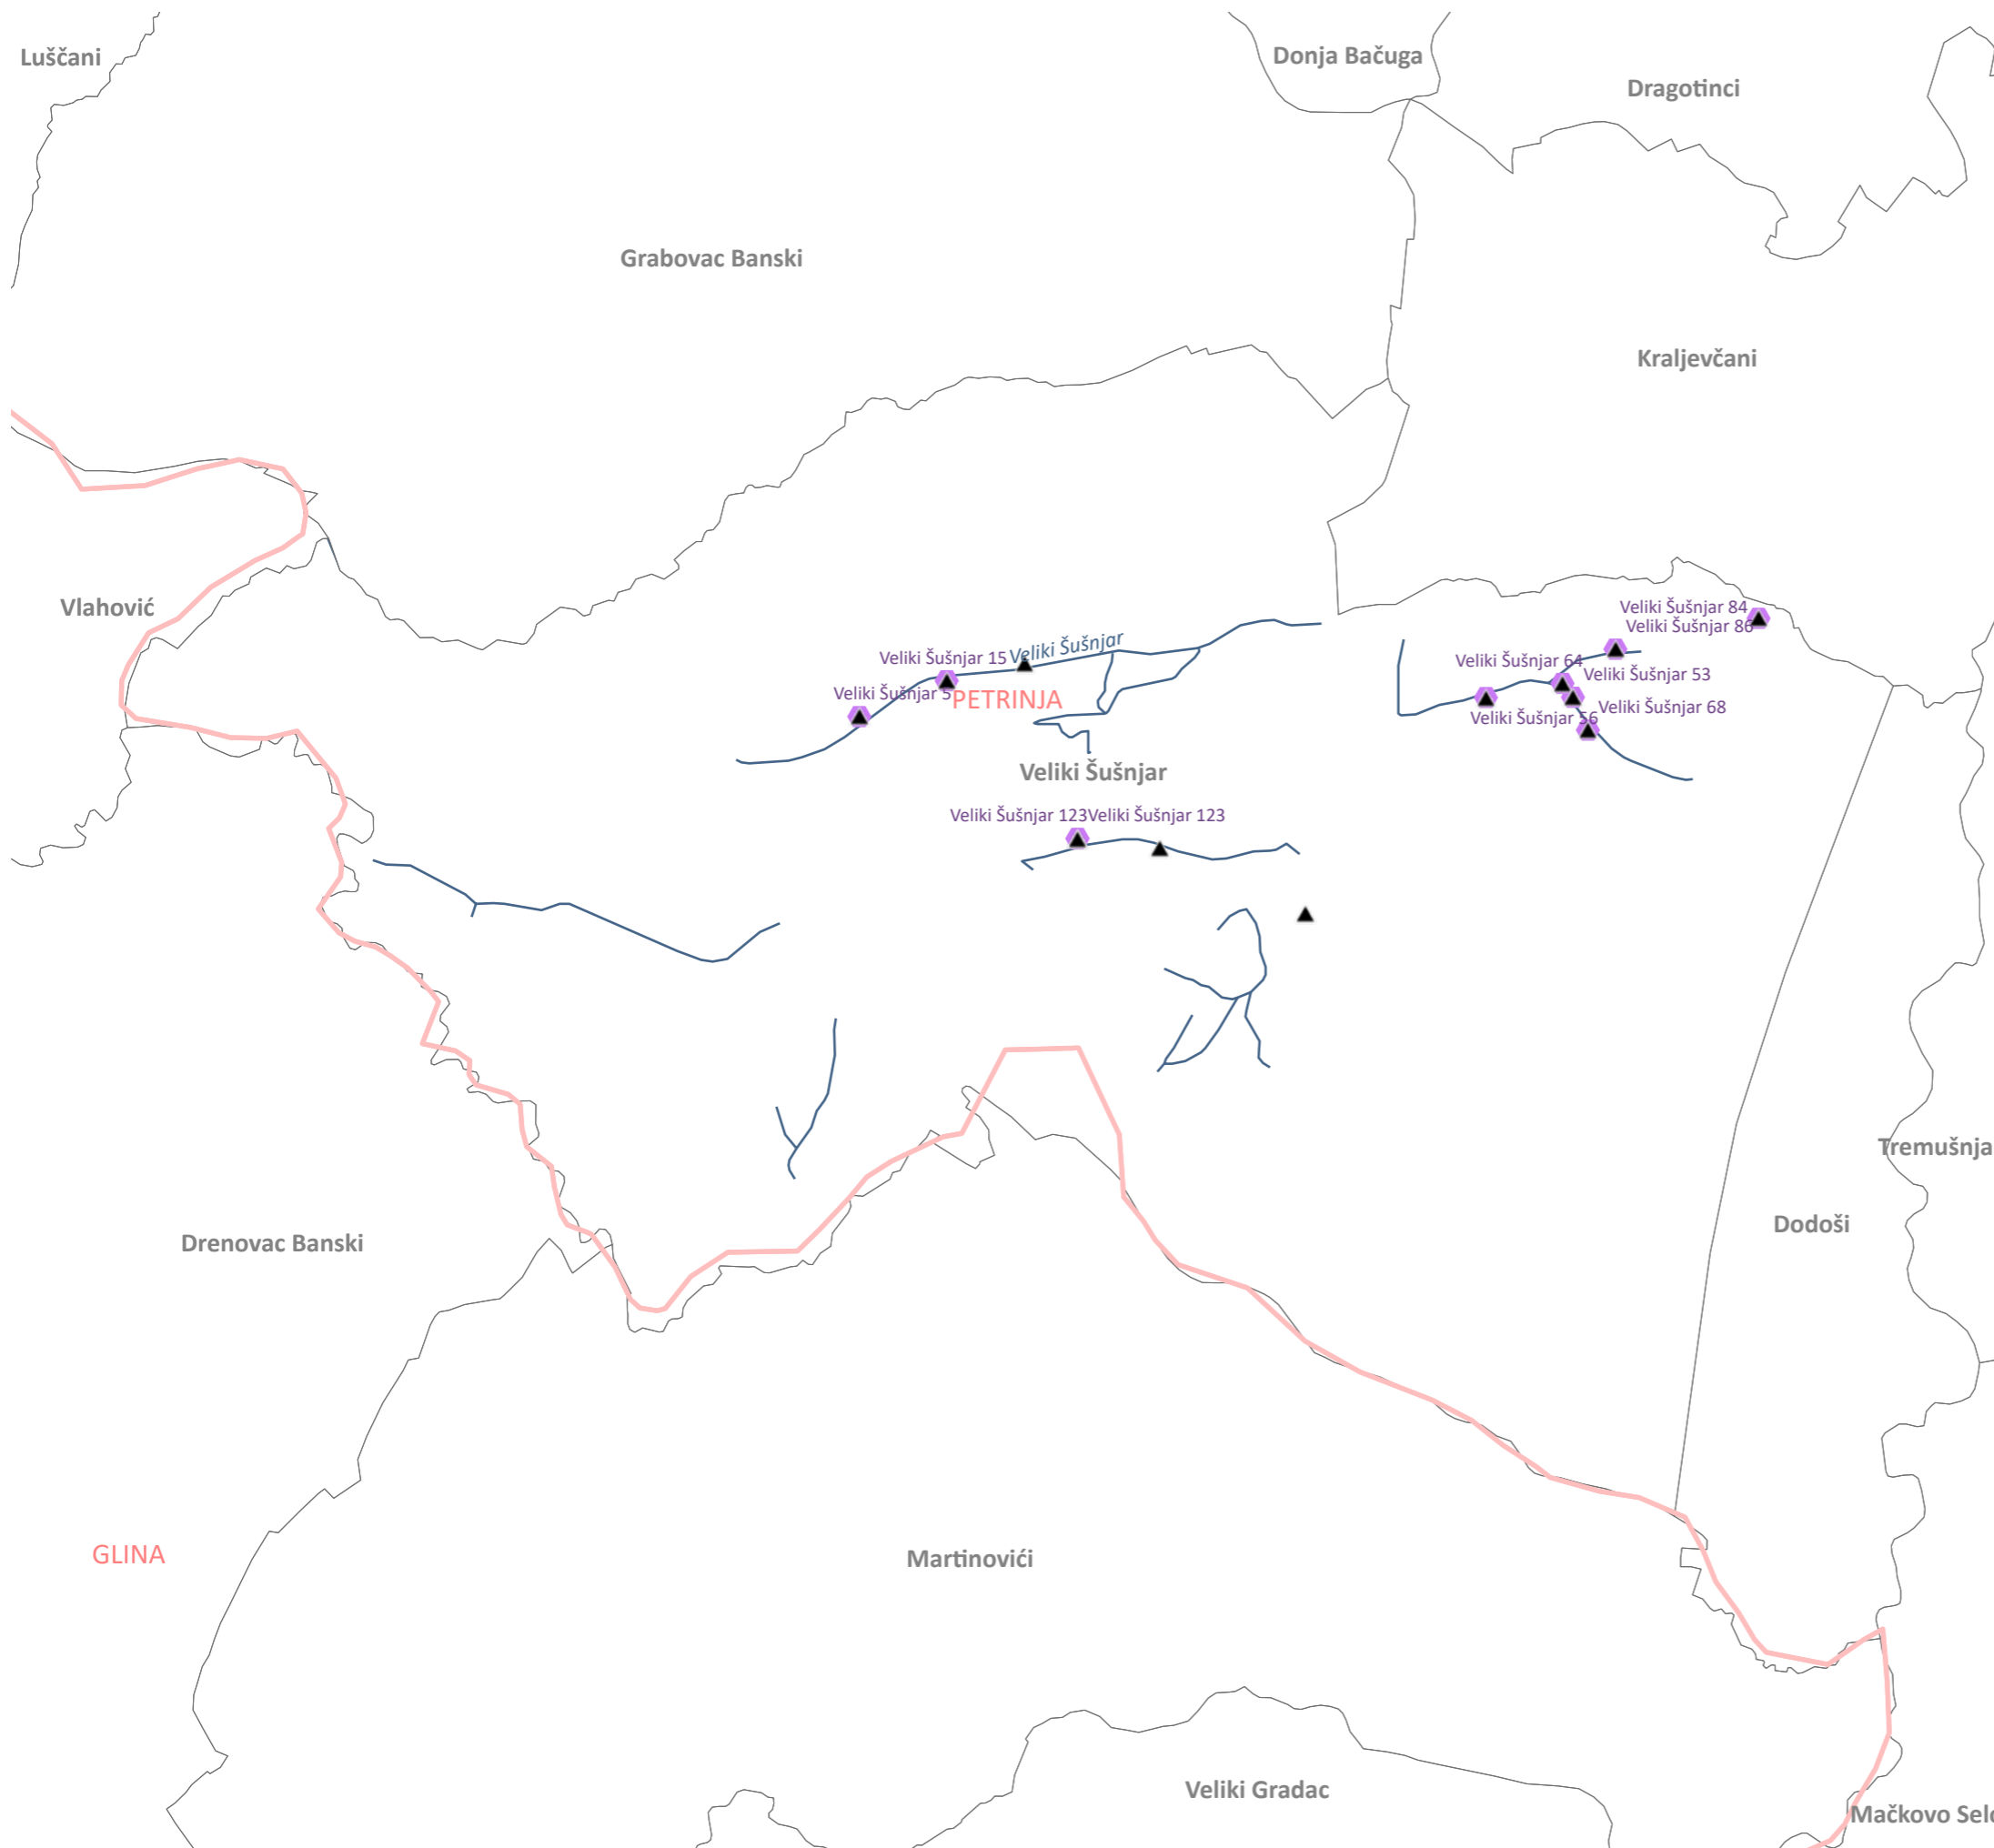 Luščani
Donja Bačuga
Dragotinci
Grabovac Banski
Kraljevčani
Vlahović
Veliki Šušnjar 84
Veliki Šušnjar 86
Veliki Šušnjar
Veliki Šušnjar 15
Veliki Šušnjar 64
Veliki Šušnjar 53
Veliki Šušnjar 5
PETRINJA
Veliki Šušnjar 68
Veliki Šušnjar 56
Veliki Šušnjar
Veliki Šušnjar 123
Veliki Šušnjar 123
Tremušnja
Dodoši
Drenovac Banski
GLINA
Martinovići
Veliki Gradac
Mačkovo Selo